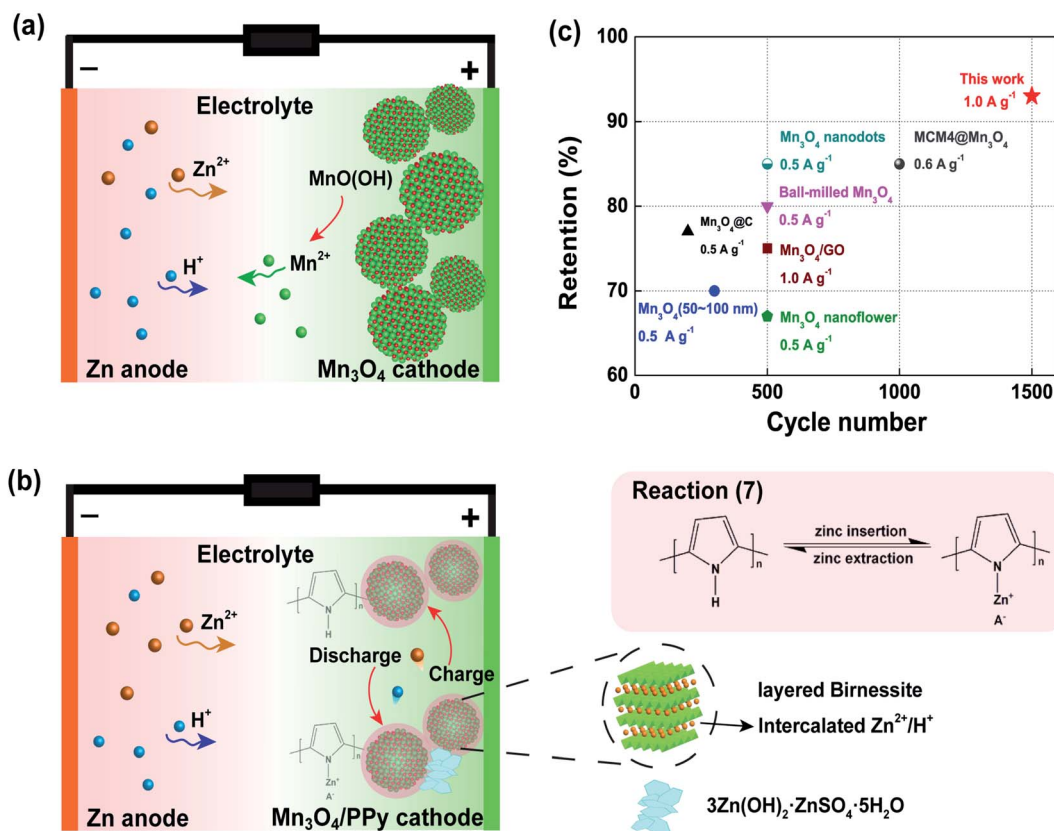 (a)
−
+
Electrolyte
Zn²⁺
MnO(OH)
H⁺
Mn²⁺
Zn anode
Mn₃O₄ cathode
(c)
100
90
80
70
60
Retention (%)
This work
1.0 A g⁻¹
Mn₃O₄ nanodots
0.5 A g⁻¹
MCM4@Mn₃O₄
0.6 A g⁻¹
Ball-milled Mn₃O₄
0.5 A g⁻¹
Mn₃O₄@C
0.5 A g⁻¹
Mn₃O₄/GO
1.0 A g⁻¹
Mn₃O₄(50~100 nm)
0.5 A g⁻¹
Mn₃O₄ nanoflower
0.5 A g⁻¹
0 500 1000 1500
Cycle number
(b)
−
+
Electrolyte
Zn²⁺
N
H
n
Discharge
Charge
H⁺
N
Zn⁺
A⁻
n
Zn anode
Mn₃O₄/PPy cathode
Reaction (7)
N
H
n
zinc insertion
zinc extraction
N
Zn⁺
A⁻
n
layered Birnessite
Intercalated Zn²⁺/H⁺
3Zn(OH)₂·ZnSO₄·5H₂O